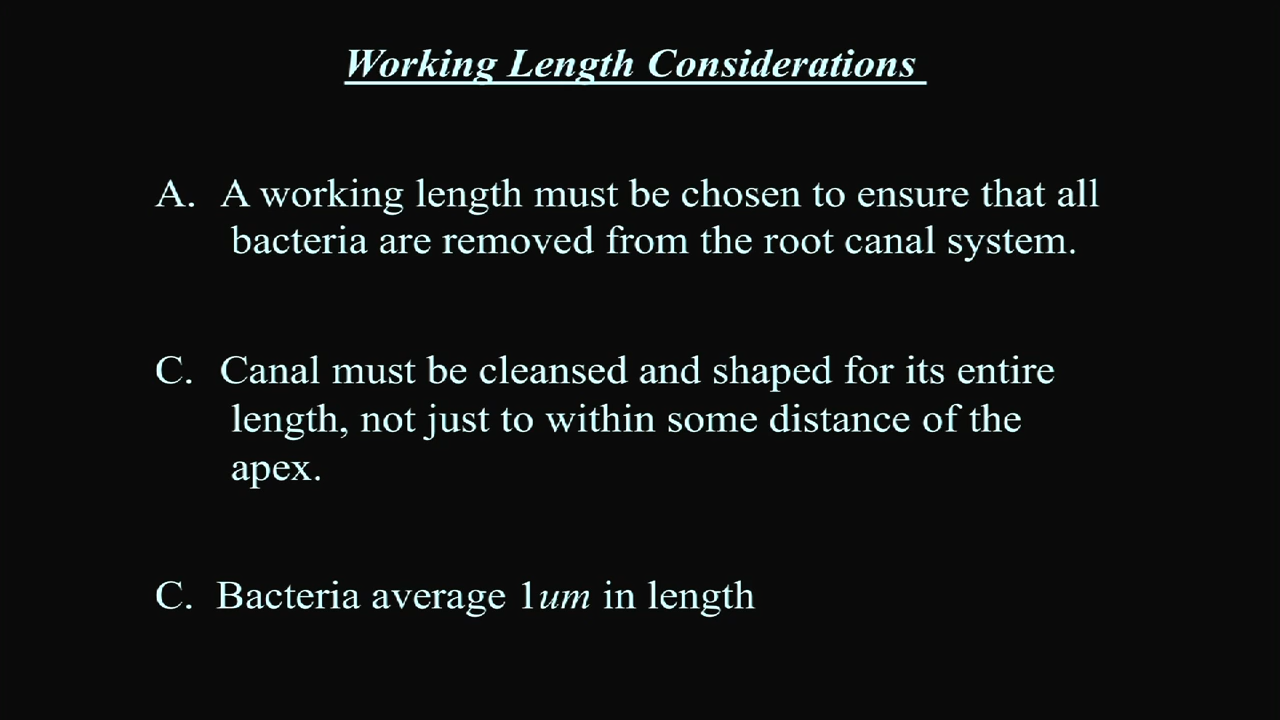 Working Length Considerations
A. A working length must be chosen to ensure that all
bacteria are removed from the root canal system.
C. Canal must be cleansed and shaped for its entire
length, not just to within some distance of the
apex.
C. Bacteria average 1um in length